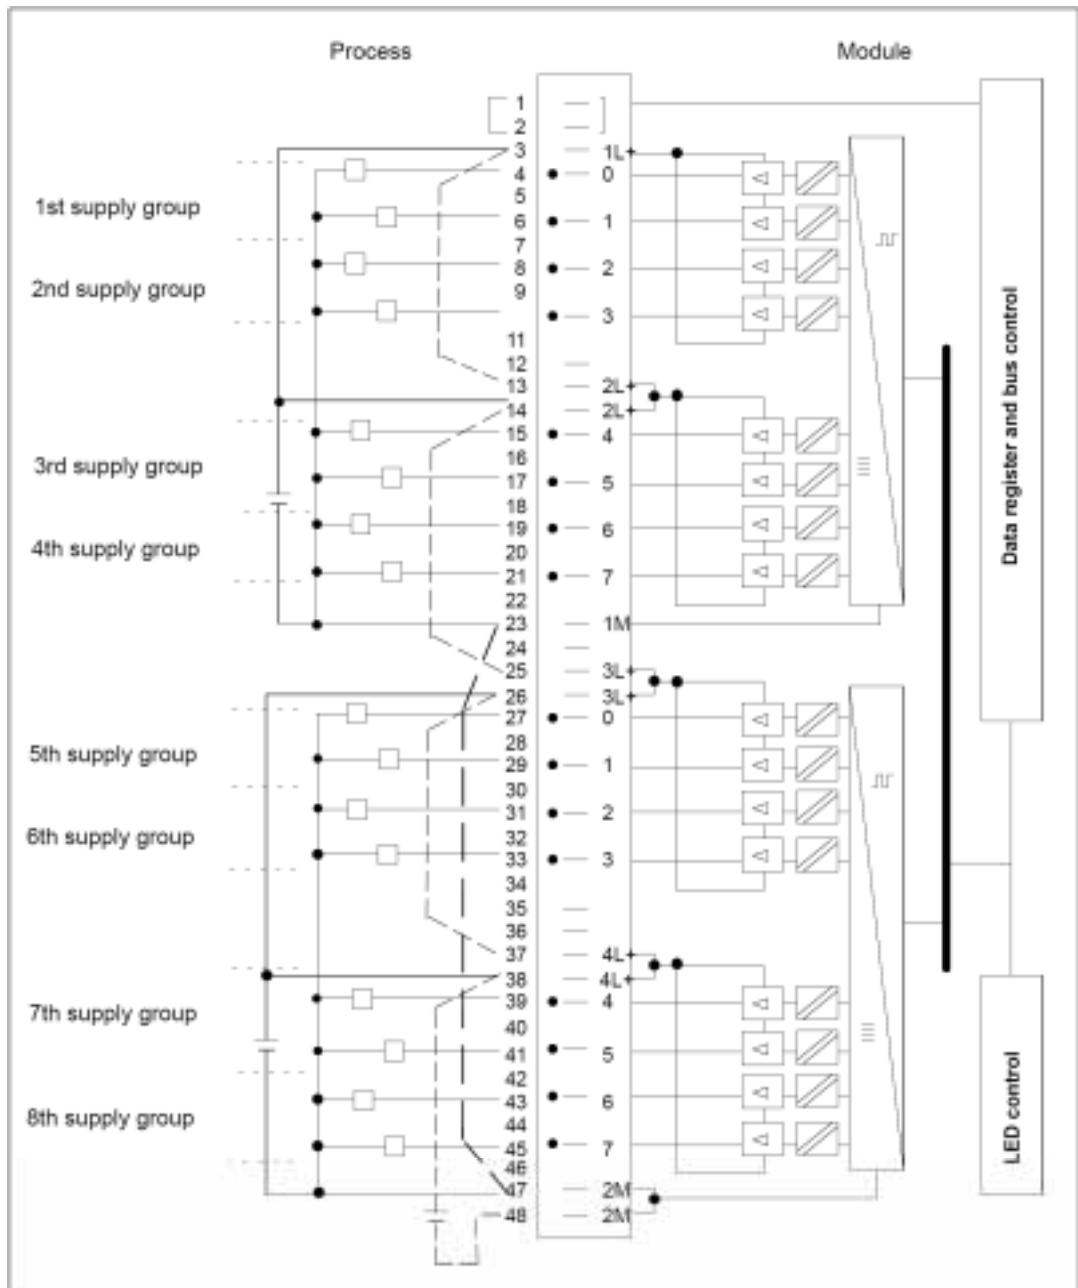 Process Module
1
2
3 1L+
4 0
1st supply group
5
6 1
7
8 2
2nd supply group
9
3
11
12
13 2L+
14 2L+
15 4
3rd supply group
16
17 5
18
19 6
4th supply group
20
21 7
22
23 1M
24
25 3L+
26 3L+
27 0
28
5th supply group
29 1
30
31 2
6th supply group
32
33 3
34
35
36
37 4L+
38 4L+
39 4
7th supply group
40
41 5
42
43 6
8th supply group
44
45 7
46
47 2M
48 2M
Data register and bus control
LED control